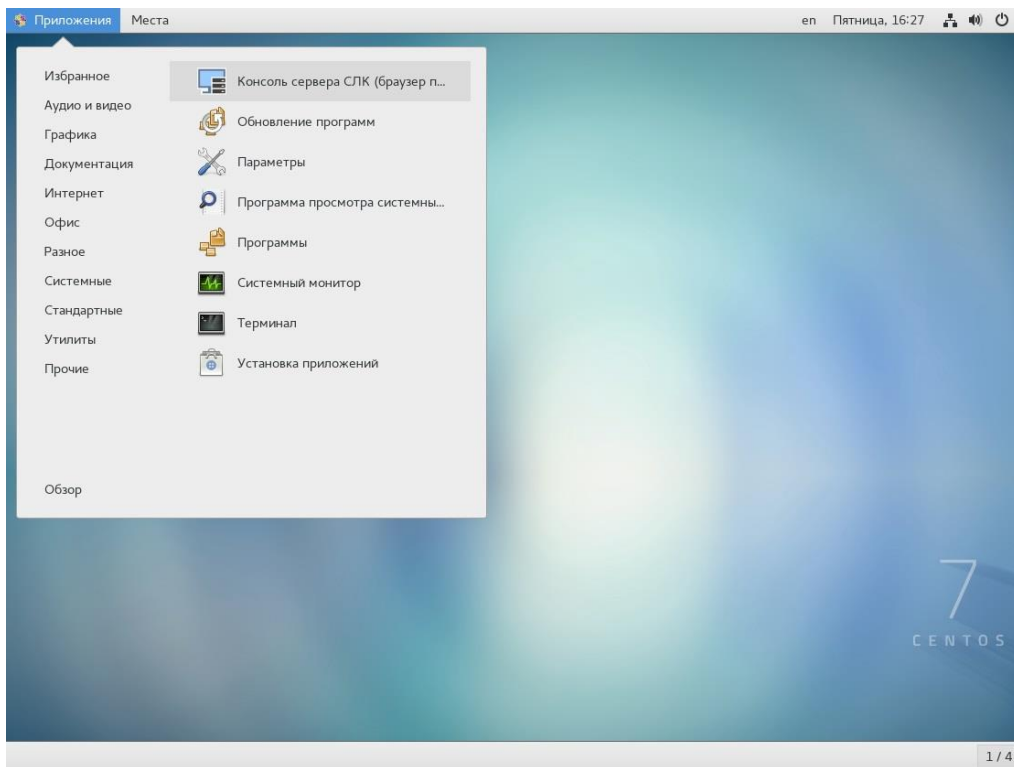 Приложения Места en Пятница, 16:27
Избранное
Аудио и видео
Графика
Документация
Интернет
Офис
Разное
Системные
Стандартные
Утилиты
Прочие
Обзор
Консоль сервера СЛК (браузер п...
Обновление программ
Параметры
Программа просмотра системны...
Программы
Системный монитор
Терминал
Установка приложений
7
CENTOS
1 / 4